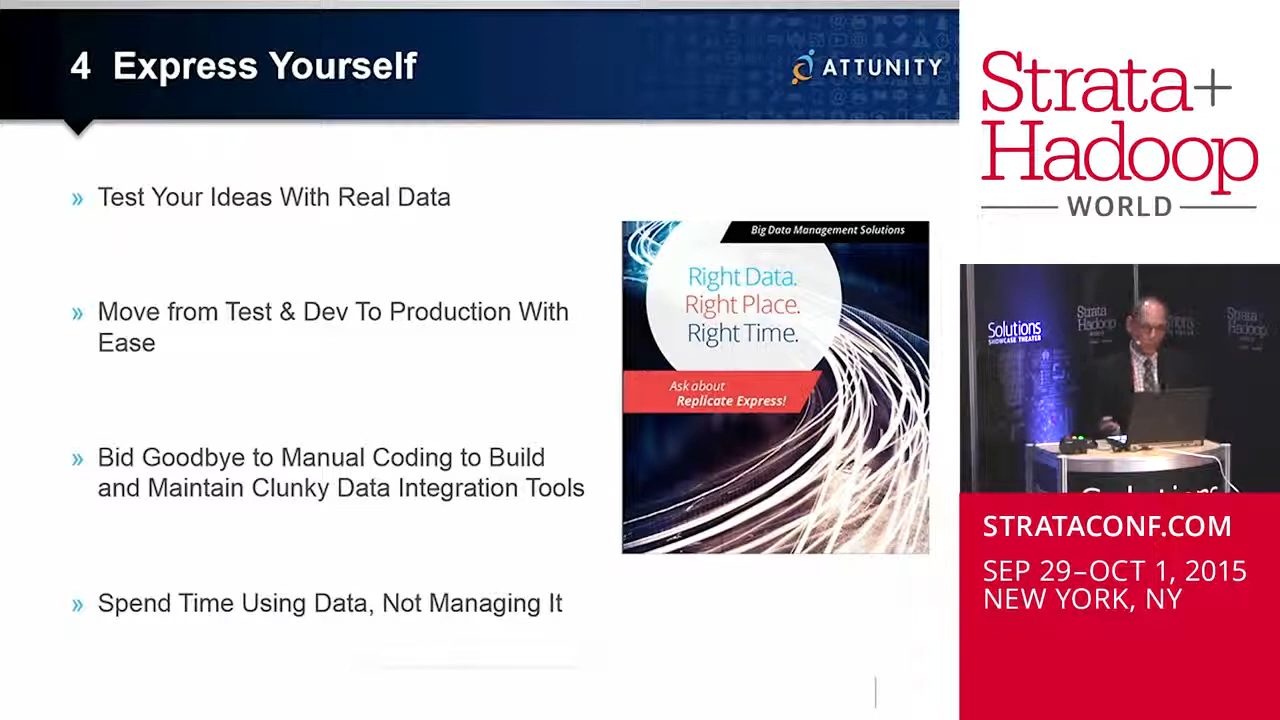 4 Express Yourself
ATTUNITY
» Test Your Ideas With Real Data
» Move from Test & Dev To Production With
Ease
» Bid Goodbye to Manual Coding to Build
and Maintain Clunky Data Integration Tools
» Spend Time Using Data, Not Managing It
Big Data Management Solutions
Right Data.
Right Place.
Right Time.
Ask about
Replicate Express!
Strata+
Hadoop
WORLD
Solutions
SHOWCASE THEATER
Strata
Hadoop
Strata
Hadoop
Solutions
STRATACONF.COM
SEP 29–OCT 1, 2015
NEW YORK, NY